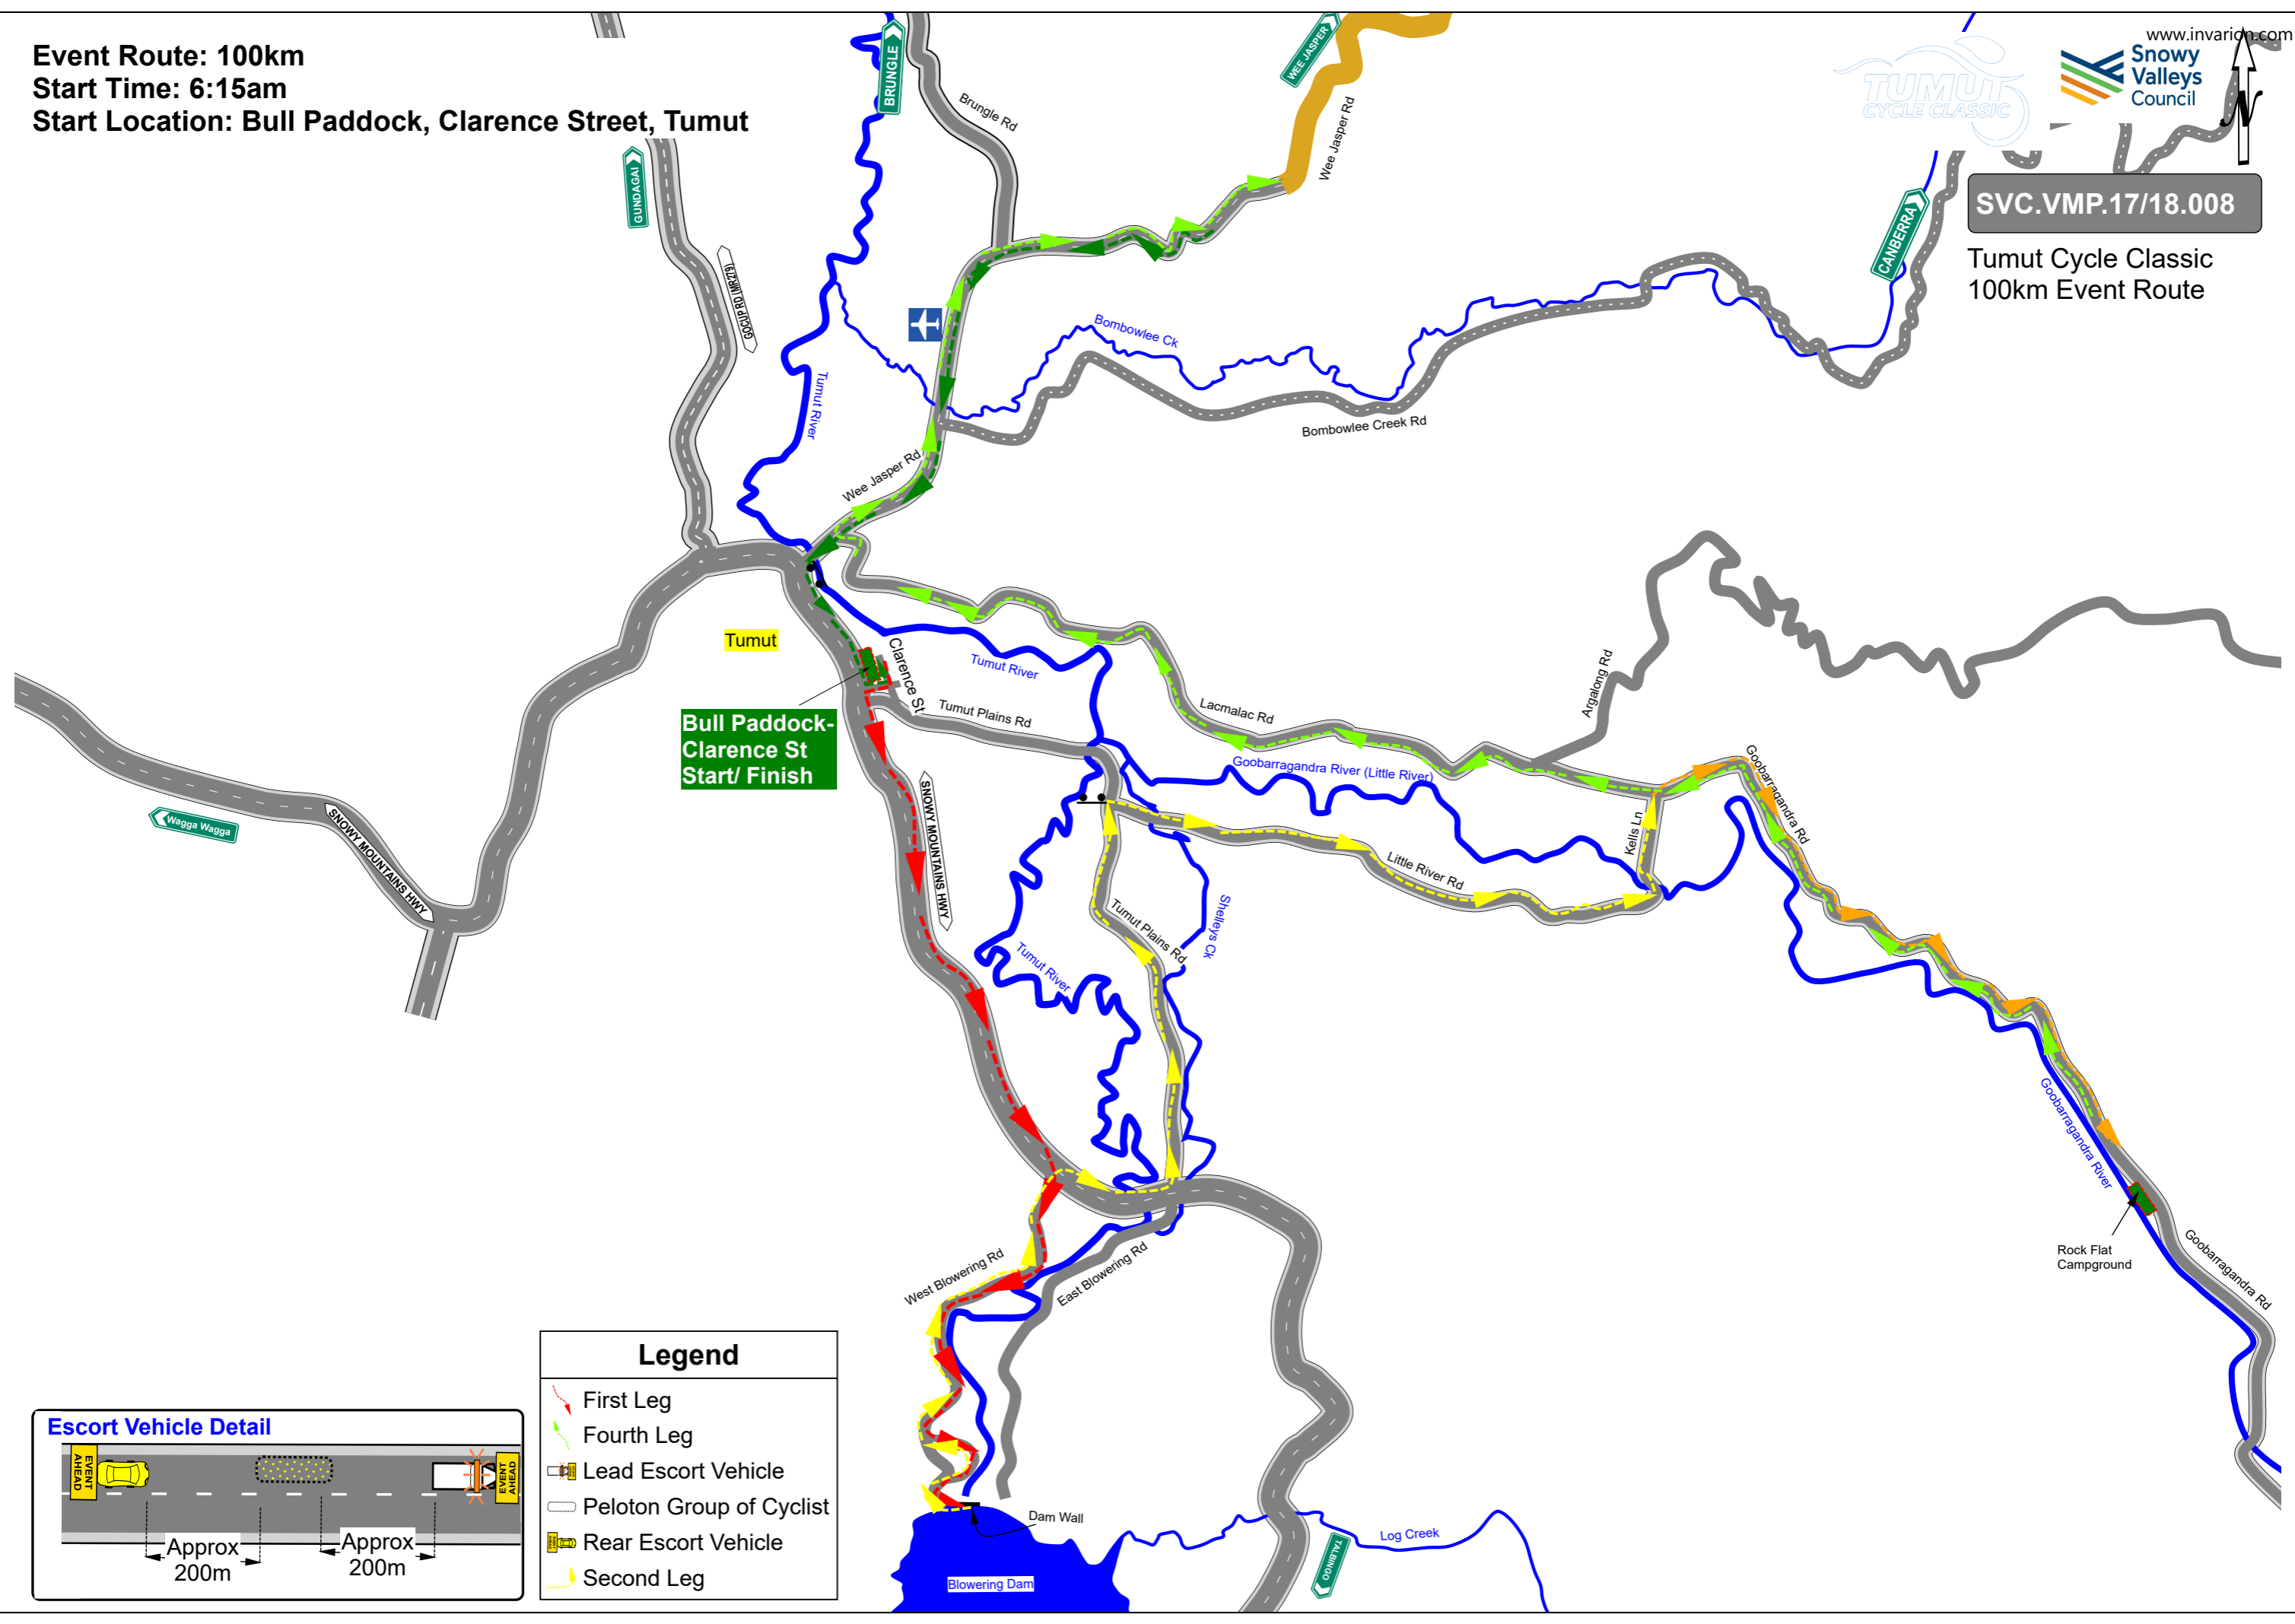 Event Route: 100km
Start Time: 6:15am
Start Location: Bull Paddock, Clarence Street, Tumut
BRUNGLE
WEE JASPER
www.invarion.com
TUMUT
CYCLE CLASSIC
Snowy
Valleys
Council
N
SVC.VMP.17/18.008
Tumut Cycle Classic
100km Event Route
CANBERRA
GUNDAGAI
GOCUP RD (MR279)
Brungle Rd
Wee Jasper Rd
Tumut River
Bombowlee Ck
Bombowlee Creek Rd
Wee Jasper Rd
Tumut
Clarence St
Tumut River
Tumut Plains Rd
Bull Paddock-
Clarence St
Start/ Finish
Lacmalac Rd
Argalong Rd
Goobarragandra River (Little River)
Goobarragandra Rd
Kells Ln
Little River Rd
Wagga Wagga
SNOWY MOUNTAINS HWY
SNOWY MOUNTAINS HWY
Tumut Plains Rd
Shelleys Ck
Tumut River
Goobarragandra River
Rock Flat
Campground
Goobarragandra Rd
West Blowering Rd
East Blowering Rd
Dam Wall
Log Creek
Blowering Dam
TALBINGO
Legend
First Leg
Fourth Leg
Lead Escort Vehicle
Peloton Group of Cyclist
Rear Escort Vehicle
Second Leg
Escort Vehicle Detail
EVENT
AHEAD
EVENT
AHEAD
Approx
200m
Approx
200m